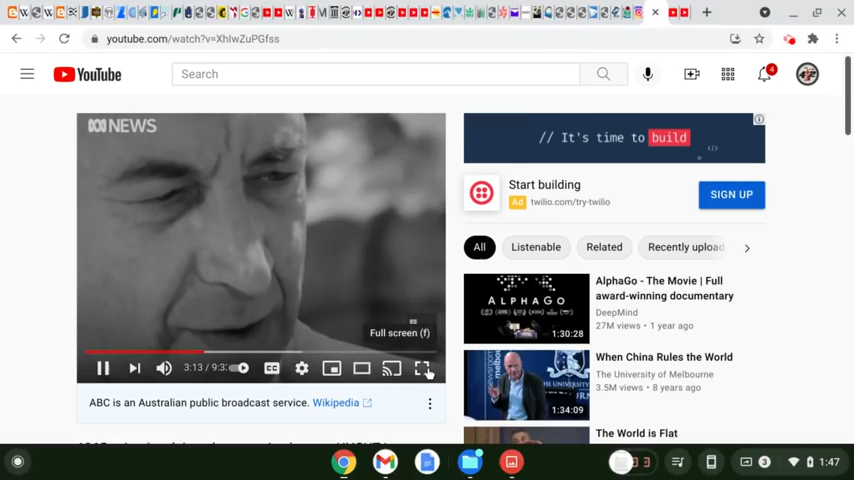 youtube.com/watch?v=XhIwZuPGfss
YouTube
Search
4
ABC NEWS
Full screen (f)
3:13 / 9:3
CC
ABC is an Australian public broadcast service. Wikipedia
// It's time to build
Start building
Ad twilio.com/try-twilio
SIGN UP
All
Listenable
Related
Recently upload
ALPHAGO
1:30:28
AlphaGo - The Movie | Full
award-winning documentary
DeepMind
27M views • 1 year ago
1:34:09
When China Rules the World
The University of Melbourne
3.5M views • 8 years ago
The World is Flat
3
1:47